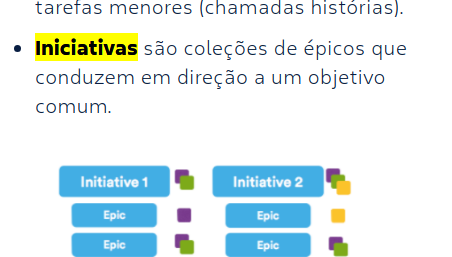 tarefas menores (chamadas histórias).
Iniciativas são coleções de épicos que
conduzem em direção a um objetivo
comum.
Initiative 1
Initiative 2
Epic
Epic
Epic
Epic